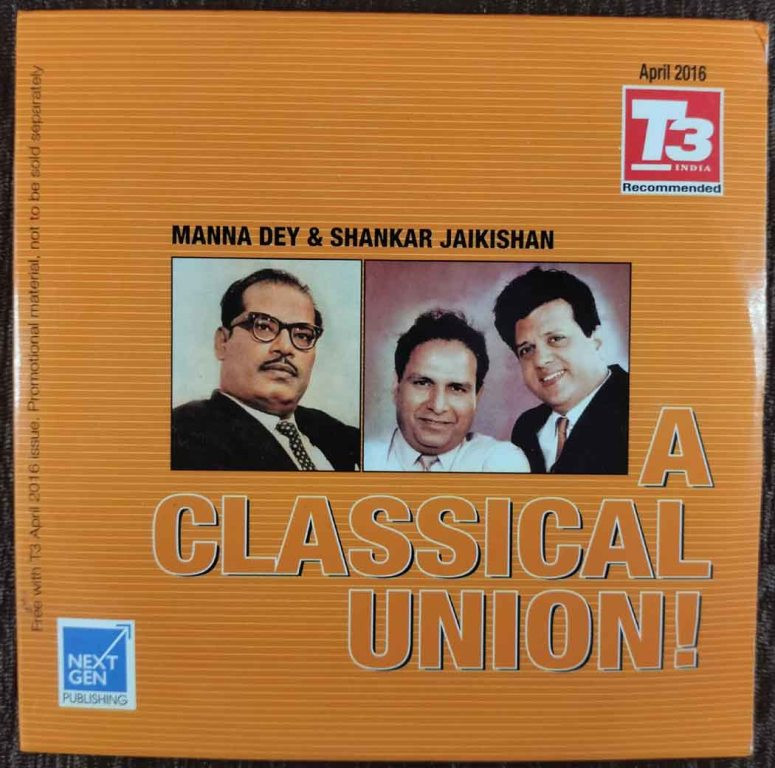 April 2016
T3
INDIA
Recommended
MANNA DEY & SHANKAR JAIKISHAN
A
CLASSICAL
UNION!
Free with T3 April 2016 issue. Promotional material, not to be sold separately
NEXT
GEN
PUBLISHING